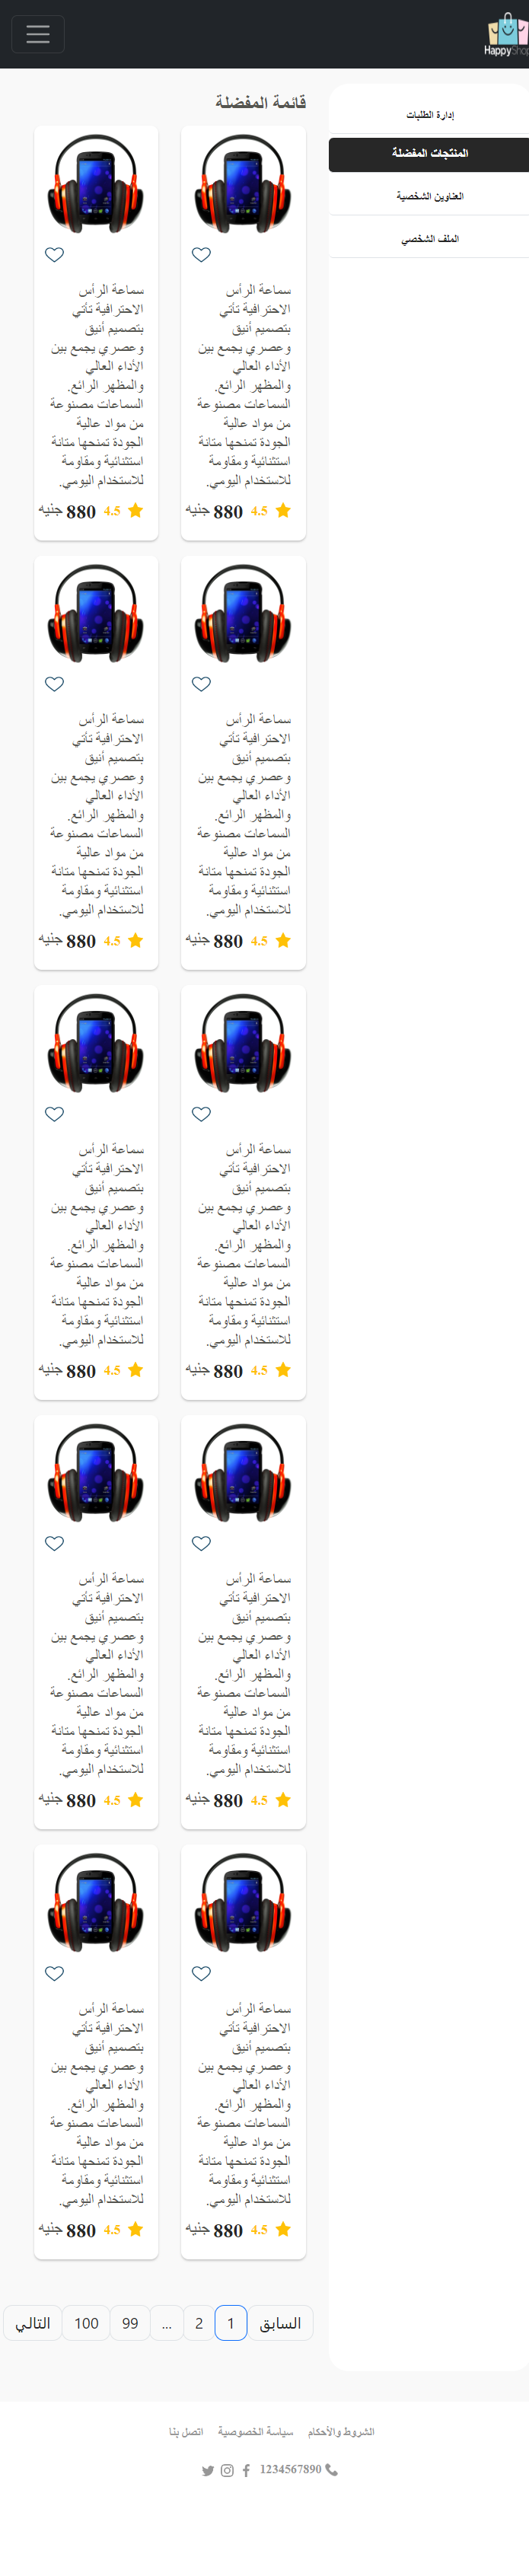 HappyShop
إدارة الطلبات
المنتجات المفضلة
العناوين الشخصية
الملف الشخصي
قائمة المفضلة
سماعة الرأس
الاحترافية تأتي
بتصميم أنيق
وعصري يجمع بين
الأداء العالي
والمظهر الرائع.
السماعات مصنوعة
من مواد عالية
الجودة تمنحها متانة
استثنائية ومقاومة
للاستخدام اليومي.
4.5 880 جنيه
سماعة الرأس
الاحترافية تأتي
بتصميم أنيق
وعصري يجمع بين
الأداء العالي
والمظهر الرائع.
السماعات مصنوعة
من مواد عالية
الجودة تمنحها متانة
استثنائية ومقاومة
للاستخدام اليومي.
4.5 880 جنيه
سماعة الرأس
الاحترافية تأتي
بتصميم أنيق
وعصري يجمع بين
الأداء العالي
والمظهر الرائع.
السماعات مصنوعة
من مواد عالية
الجودة تمنحها متانة
استثنائية ومقاومة
للاستخدام اليومي.
4.5 880 جنيه
سماعة الرأس
الاحترافية تأتي
بتصميم أنيق
وعصري يجمع بين
الأداء العالي
والمظهر الرائع.
السماعات مصنوعة
من مواد عالية
الجودة تمنحها متانة
استثنائية ومقاومة
للاستخدام اليومي.
4.5 880 جنيه
سماعة الرأس
الاحترافية تأتي
بتصميم أنيق
وعصري يجمع بين
الأداء العالي
والمظهر الرائع.
السماعات مصنوعة
من مواد عالية
الجودة تمنحها متانة
استثنائية ومقاومة
للاستخدام اليومي.
4.5 880 جنيه
سماعة الرأس
الاحترافية تأتي
بتصميم أنيق
وعصري يجمع بين
الأداء العالي
والمظهر الرائع.
السماعات مصنوعة
من مواد عالية
الجودة تمنحها متانة
استثنائية ومقاومة
للاستخدام اليومي.
4.5 880 جنيه
سماعة الرأس
الاحترافية تأتي
بتصميم أنيق
وعصري يجمع بين
الأداء العالي
والمظهر الرائع.
السماعات مصنوعة
من مواد عالية
الجودة تمنحها متانة
استثنائية ومقاومة
للاستخدام اليومي.
4.5 880 جنيه
سماعة الرأس
الاحترافية تأتي
بتصميم أنيق
وعصري يجمع بين
الأداء العالي
والمظهر الرائع.
السماعات مصنوعة
من مواد عالية
الجودة تمنحها متانة
استثنائية ومقاومة
للاستخدام اليومي.
4.5 880 جنيه
سماعة الرأس
الاحترافية تأتي
بتصميم أنيق
وعصري يجمع بين
الأداء العالي
والمظهر الرائع.
السماعات مصنوعة
من مواد عالية
الجودة تمنحها متانة
استثنائية ومقاومة
للاستخدام اليومي.
4.5 880 جنيه
سماعة الرأس
الاحترافية تأتي
بتصميم أنيق
وعصري يجمع بين
الأداء العالي
والمظهر الرائع.
السماعات مصنوعة
من مواد عالية
الجودة تمنحها متانة
استثنائية ومقاومة
للاستخدام اليومي.
4.5 880 جنيه
السابق 1 2 ... 99 100 التالي
الشروط والأحكام سياسة الخصوصية اتصل بنا
1234567890